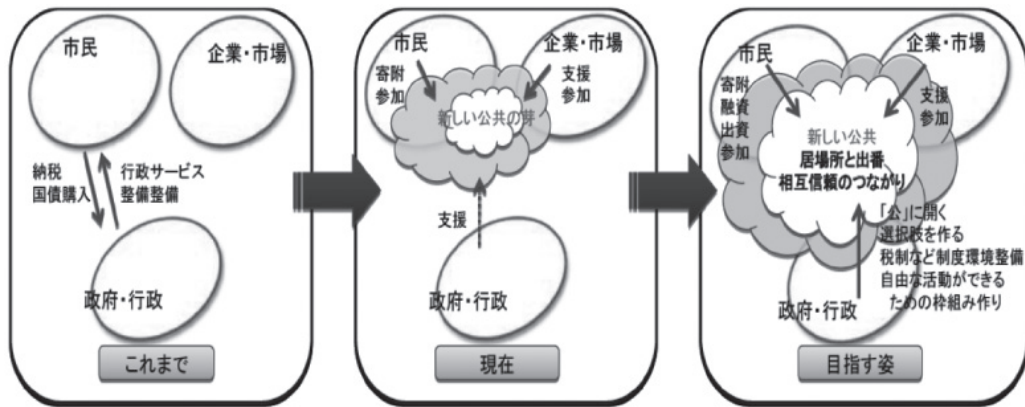 市民
企業・市場
納税
国債購入
行政サービス
整備整備
政府・行政
これまで
市民
企業・市場
寄附
参加
支援
参加
新しい公共の芽
支援
政府・行政
現在
市民
企業・市場
寄附
融資
出資
参加
支援
参加
新しい公共
居場所と出番
相互信頼のつながり
「公」に開く
選択肢を作る
税制など制度環境整備
自由な活動ができる
ための枠組み作り
政府・行政
目指す姿